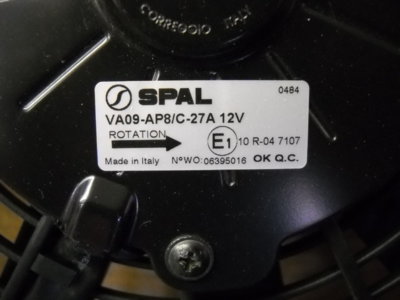 CORREGGIO ITALY
SPAL 0484
VA09-AP8/C-27A 12V
ROTATION E1 10 R-04 7107
Made in Italy N°WO: 06395016 OK Q.C.